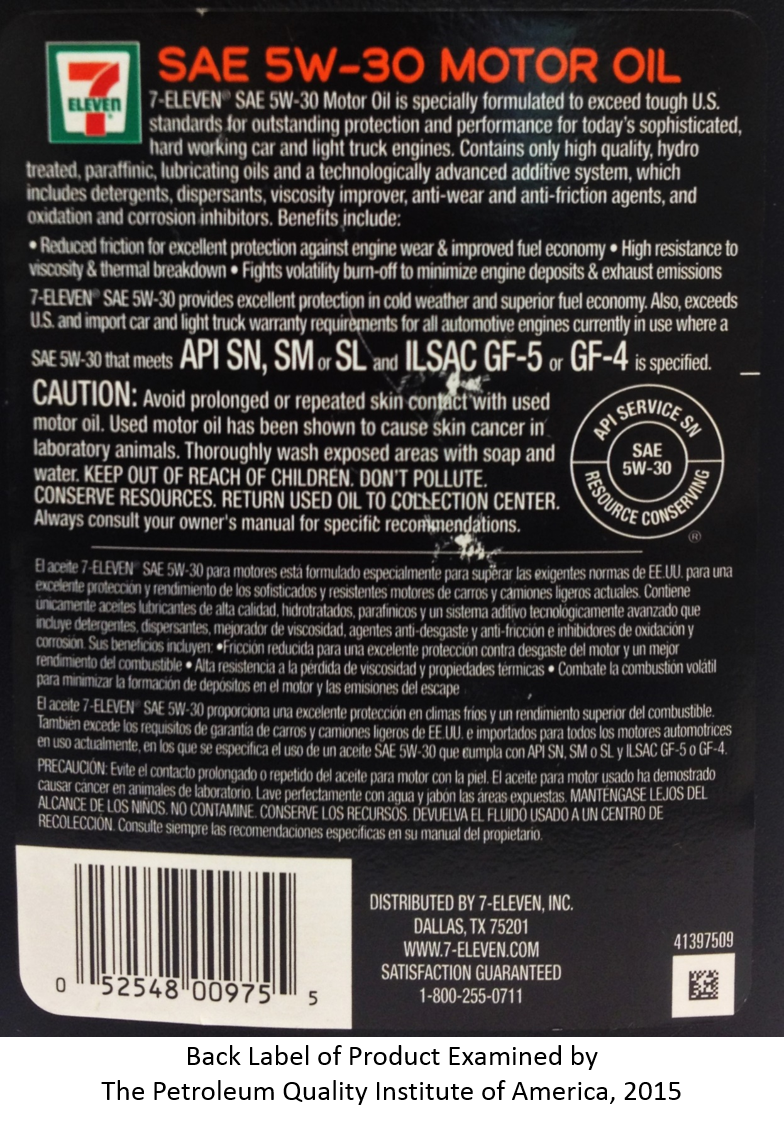 7
ELEVEN
SAE 5W-30 MOTOR OIL
7-ELEVEN® SAE 5W-30 Motor Oil is specially formulated to exceed tough U.S.
standards for outstanding protection and performance for today's sophisticated,
hard working car and light truck engines. Contains only high quality, hydro
treated, paraffinic, lubricating oils and a technologically advanced additive system, which
includes detergents, dispersants, viscosity improver, anti-wear and anti-friction agents, and
oxidation and corrosion inhibitors. Benefits include:
• Reduced friction for excellent protection against engine wear & improved fuel economy • High resistance to
viscosity & thermal breakdown • Fights volatility burn-off to minimize engine deposits & exhaust emissions
7-ELEVEN® SAE 5W-30 provides excellent protection in cold weather and superior fuel economy. Also, exceeds
U.S. and import car and light truck warranty requirements for all automotive engines currently in use where a
SAE 5W-30 that meets API SN, SM or SL and ILSAC GF-5 or GF-4 is specified.
CAUTION: Avoid prolonged or repeated skin contact with used
motor oil. Used motor oil has been shown to cause skin cancer in
laboratory animals. Thoroughly wash exposed areas with soap and
water. KEEP OUT OF REACH OF CHILDREN. DON'T POLLUTE.
CONSERVE RESOURCES. RETURN USED OIL TO COLLECTION CENTER.
Always consult your owner's manual for specific recommendations.
API SERVICE SN
SAE
5W-30
RESOURCE CONSERVING
®
El aceite 7-ELEVEN® SAE 5W-30 para motores está formulado especialmente para superar las exigentes normas de EE.UU. para una
excelente protección y rendimiento de los sofisticados y resistentes motores de carros y camiones ligeros actuales. Contiene
únicamente aceites lubricantes de alta calidad, hidrotratados, parafínicos y un sistema aditivo tecnológicamente avanzado que
incluye detergentes, dispersantes, mejorador de viscosidad, agentes anti-desgaste y anti-fricción e inhibidores de oxidación y
corrosión. Sus beneficios incluyen: •Fricción reducida para una excelente protección contra desgaste del motor y un mejor
rendimiento del combustible • Alta resistencia a la pérdida de viscosidad y propiedades térmicas • Combate la combustión volátil
para minimizar la formación de depósitos en el motor y las emisiones del escape
El aceite 7-ELEVEN® SAE 5W-30 proporciona una excelente protección en climas fríos y un rendimiento superior del combustible.
También excede los requisitos de garantía de carros y camiones ligeros de EE.UU. e importados para todos los motores automotrices
en uso actualmente, en los que se especifica el uso de un aceite SAE 5W-30 que cumpla con API SN, SM o SL y ILSAC GF-5 o GF-4.
PRECAUCIÓN: Evite el contacto prolongado o repetido del aceite para motor con la piel. El aceite para motor usado ha demostrado
causar cáncer en animales de laboratorio. Lave perfectamente con agua y jabón las áreas expuestas. MANTÉNGASE LEJOS DEL
ALCANCE DE LOS NIÑOS. NO CONTAMINE. CONSERVE LOS RECURSOS. DEVUELVA EL FLUIDO USADO A UN CENTRO DE
RECOLECCIÓN. Consulte siempre las recomendaciones específicas en su manual del propietario.
0 52548 00975 5
DISTRIBUTED BY 7-ELEVEN, INC.
DALLAS, TX 75201
WWW.7-ELEVEN.COM
SATISFACTION GUARANTEED
1-800-255-0711
41397509
Back Label of Product Examined by
The Petroleum Quality Institute of America, 2015